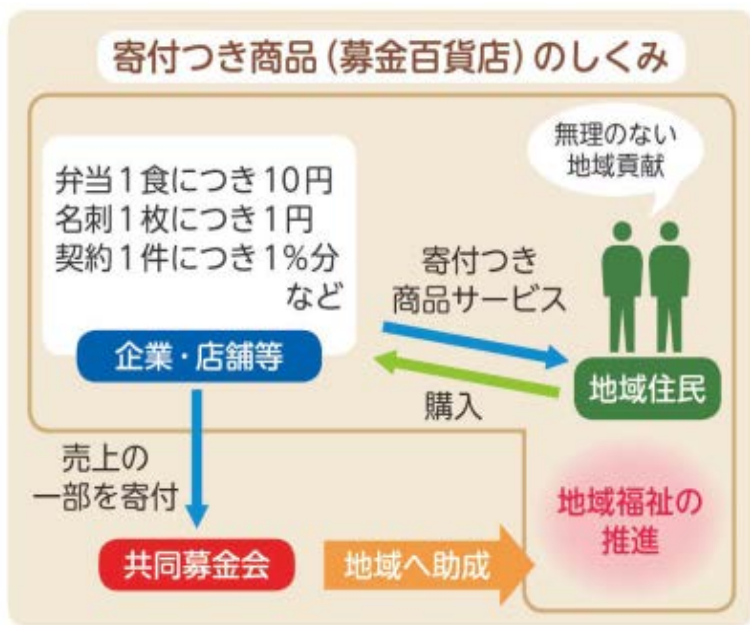 寄付つき商品(募金百貨店)のしくみ
無理のない
地域貢献
弁当1食につき10円
名刺1枚につき1円
契約1件につき1%分
など
企業・店舗等
寄付つき
商品サービス
購入
地域住民
売上の
一部を寄付
共同募金会
地域へ助成
地域福祉の
推進